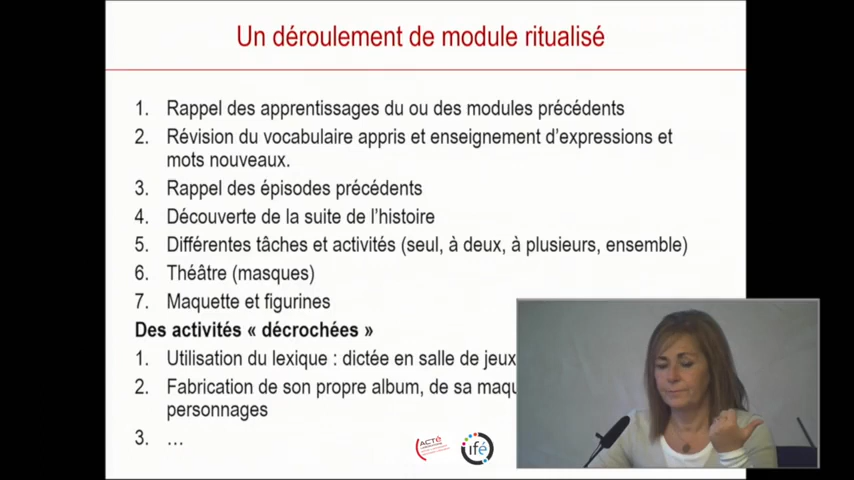 Un déroulement de module ritualisé
1. Rappel des apprentissages du ou des modules précédents
2. Révision du vocabulaire appris et enseignement d'expressions et
mots nouveaux.
3. Rappel des épisodes précédents
4. Découverte de la suite de l'histoire
5. Différentes tâches et activités (seul, à deux, à plusieurs, ensemble)
6. Théâtre (masques)
7. Maquette et figurines
Des activités « décrochées »
1. Utilisation du lexique : dictée en salle de jeux
2. Fabrication de son propre album, de sa maqu
personnages
3. ...
ACTé
ifé